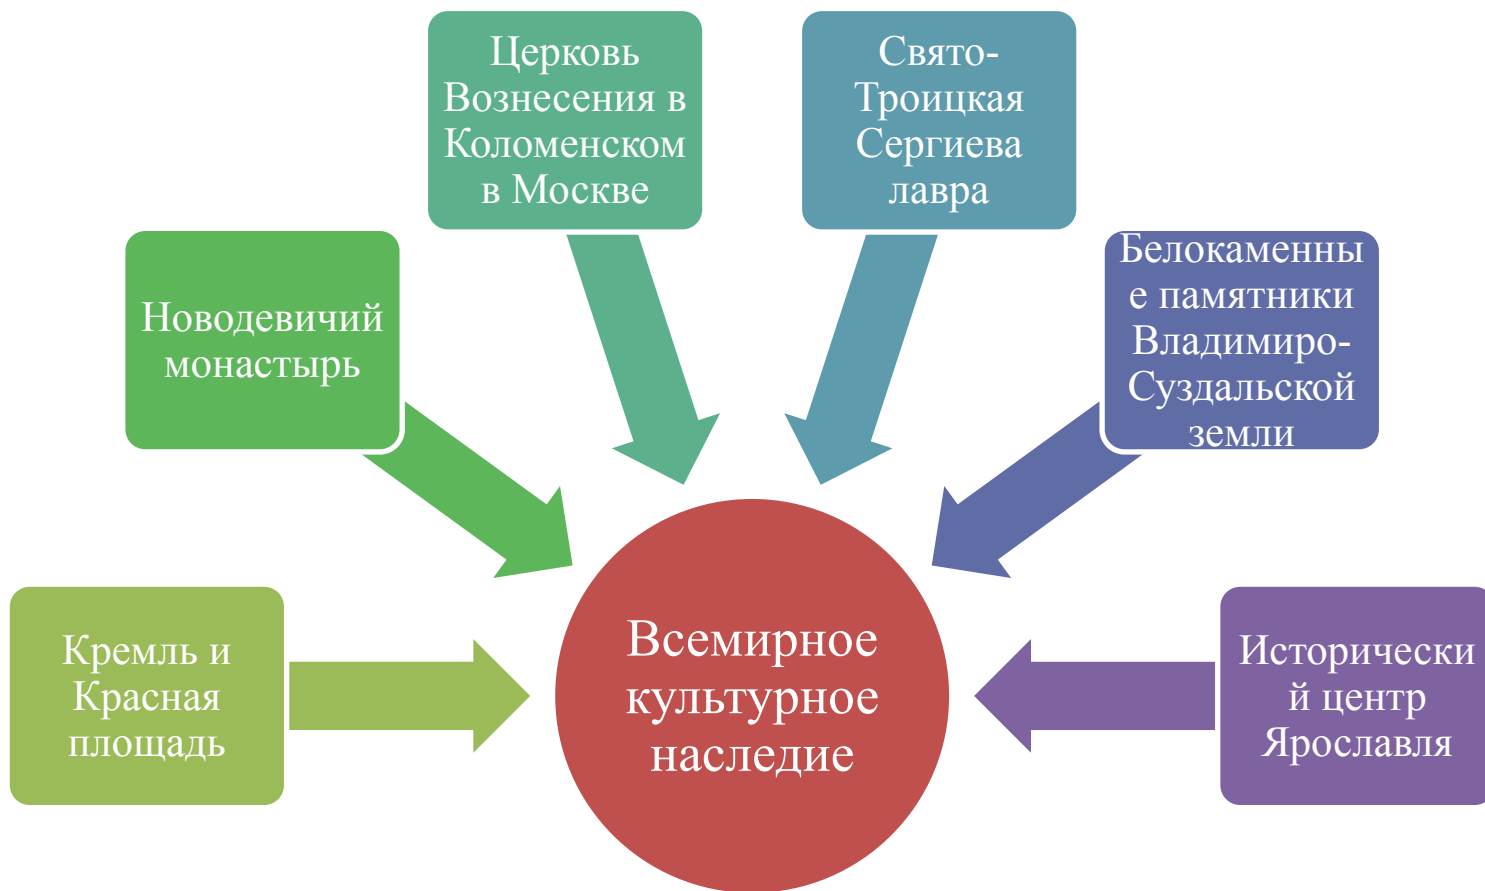 Церковь
Вознесения в
Коломенском
в Москве
Свято-
Троицкая
Сергиева
лавра
Новодевичий
монастырь
Белокаменны
е памятники
Владимиро-
Суздальской
земли
Кремль и
Красная
площадь
Всемирное
культурное
наследие
Исторически
й центр
Ярославля